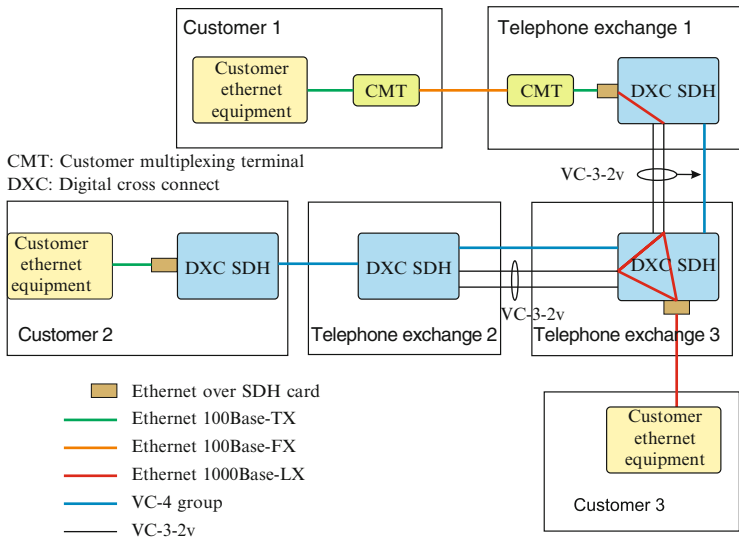 Customer 1
Telephone exchange 1
Customer
ethernet
equipment
CMT
CMT
DXC SDH
CMT: Customer multiplexing terminal
DXC: Digital cross connect
VC-3-2v
Customer
ethernet
equipment
DXC SDH
DXC SDH
DXC SDH
VC-3-2v
Customer 2
Telephone exchange 2
Telephone exchange 3
Ethernet over SDH card
Ethernet 100Base-TX
Ethernet 100Base-FX
Ethernet 1000Base-LX
VC-4 group
VC-3-2v
Customer
ethernet
equipment
Customer 3